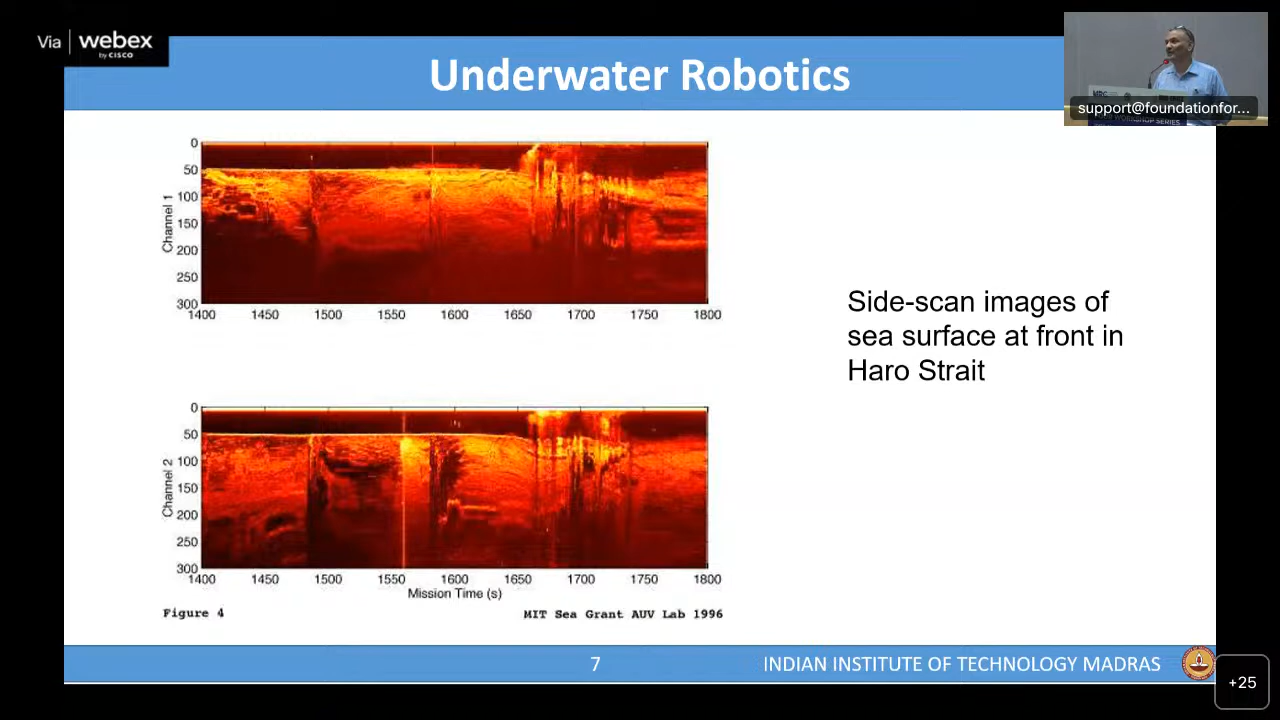 Via webex
by CISCO
Underwater Robotics
support@foundationfor...
WORKSHOP SERIES
0
50
100
150
200
250
300
Channel 1
1400 1450 1500 1550 1600 1650 1700 1750 1800
Side-scan images of
sea surface at front in
Haro Strait
0
50
100
150
200
250
300
Channel 2
1400 1450 1500 1550 1600 1650 1700 1750 1800
Mission Time (s)
Figure 4 MIT Sea Grant AUV Lab 1996
7 INDIAN INSTITUTE OF TECHNOLOGY MADRAS
+25